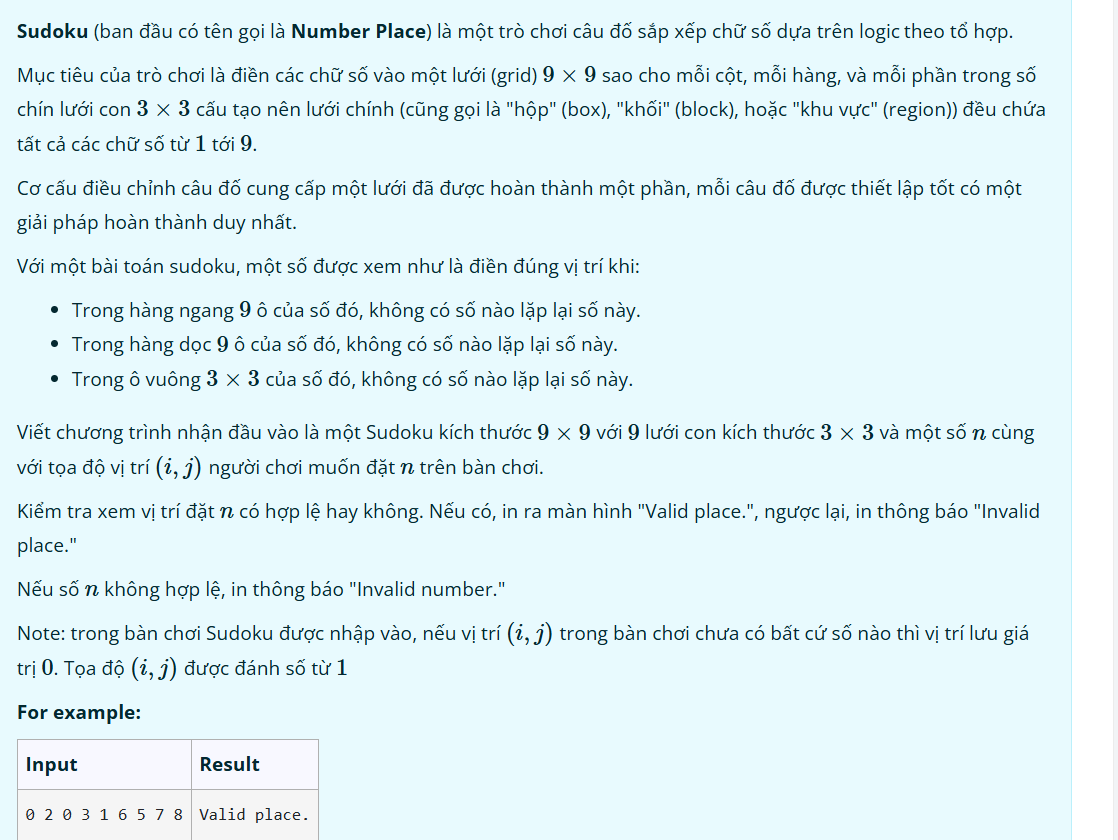 Sudoku (ban đầu có tên gọi là Number Place) là một trò chơi câu đố sắp xếp chữ số dựa trên logic theo tổ hợp.
Mục tiêu của trò chơi là điền các chữ số vào một lưới (grid) 9 × 9 sao cho mỗi cột, mỗi hàng, và mỗi phần trong số
chín lưới con 3 × 3 cấu tạo nên lưới chính (cũng gọi là "hộp" (box), "khối" (block), hoặc "khu vực" (region)) đều chứa
tất cả các chữ số từ 1 tới 9.
Cơ cấu điều chỉnh câu đố cung cấp một lưới đã được hoàn thành một phần, mỗi câu đố được thiết lập tốt có một
giải pháp hoàn thành duy nhất.
Với một bài toán sudoku, một số được xem như là điền đúng vị trí khi:
• Trong hàng ngang 9 ô của số đó, không có số nào lặp lại số này.
• Trong hàng dọc 9 ô của số đó, không có số nào lặp lại số này.
• Trong ô vuông 3 × 3 của số đó, không có số nào lặp lại số này.
Viết chương trình nhận đầu vào là một Sudoku kích thước 9 × 9 với 9 lưới con kích thước 3 × 3 và một số n cùng
với tọa độ vị trí (i, j) người chơi muốn đặt n trên bàn chơi.
Kiểm tra xem vị trí đặt n có hợp lệ hay không. Nếu có, in ra màn hình "Valid place.", ngược lại, in thông báo "Invalid
place."
Nếu số n không hợp lệ, in thông báo "Invalid number."
Note: trong bàn chơi Sudoku được nhập vào, nếu vị trí (i, j) trong bàn chơi chưa có bất cứ số nào thì vị trí lưu giá
trị 0. Tọa độ (i, j) được đánh số từ 1
For example:
Input Result
0 2 0 3 1 6 5 7 8 Valid place.